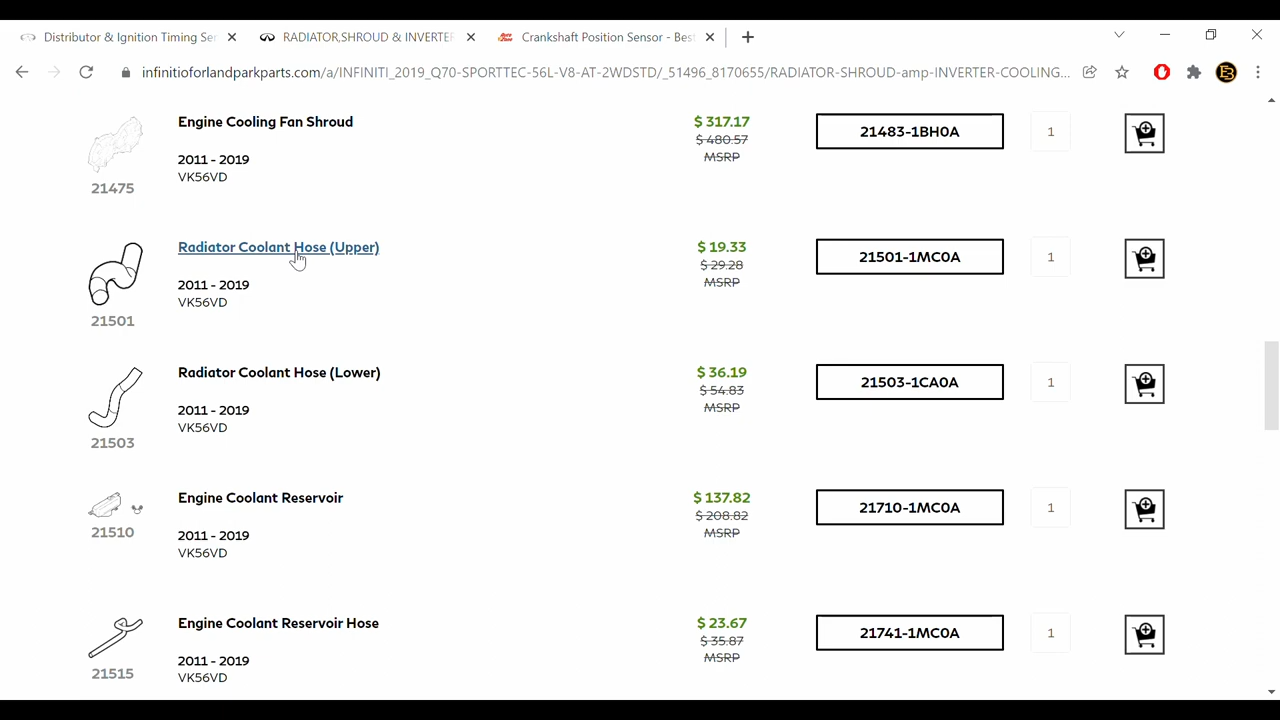 Distributor & Ignition Timing Ser
RADIATOR,SHROUD & INVERTER
Crankshaft Position Sensor - Best
infinitioforlandparkparts.com/a/INFINITI_2019_Q70-SPORTTEC-56L-V8-AT-2WDSTD/_51496_8170655/RADIATOR-SHROUD-amp-INVERTER-COOLING...
Engine Cooling Fan Shroud
2011 - 2019
VK56VD
21475
$ 317.17
$ 480.57
MSRP
21483-1BH0A
1
Radiator Coolant Hose (Upper)
2011 - 2019
VK56VD
21501
$ 19.33
$ 29.28
MSRP
21501-1MC0A
1
Radiator Coolant Hose (Lower)
2011 - 2019
VK56VD
21503
$ 36.19
$ 54.83
MSRP
21503-1CA0A
1
Engine Coolant Reservoir
2011 - 2019
VK56VD
21510
$ 137.82
$ 208.82
MSRP
21710-1MC0A
1
Engine Coolant Reservoir Hose
2011 - 2019
VK56VD
21515
$ 23.67
$ 35.87
MSRP
21741-1MC0A
1